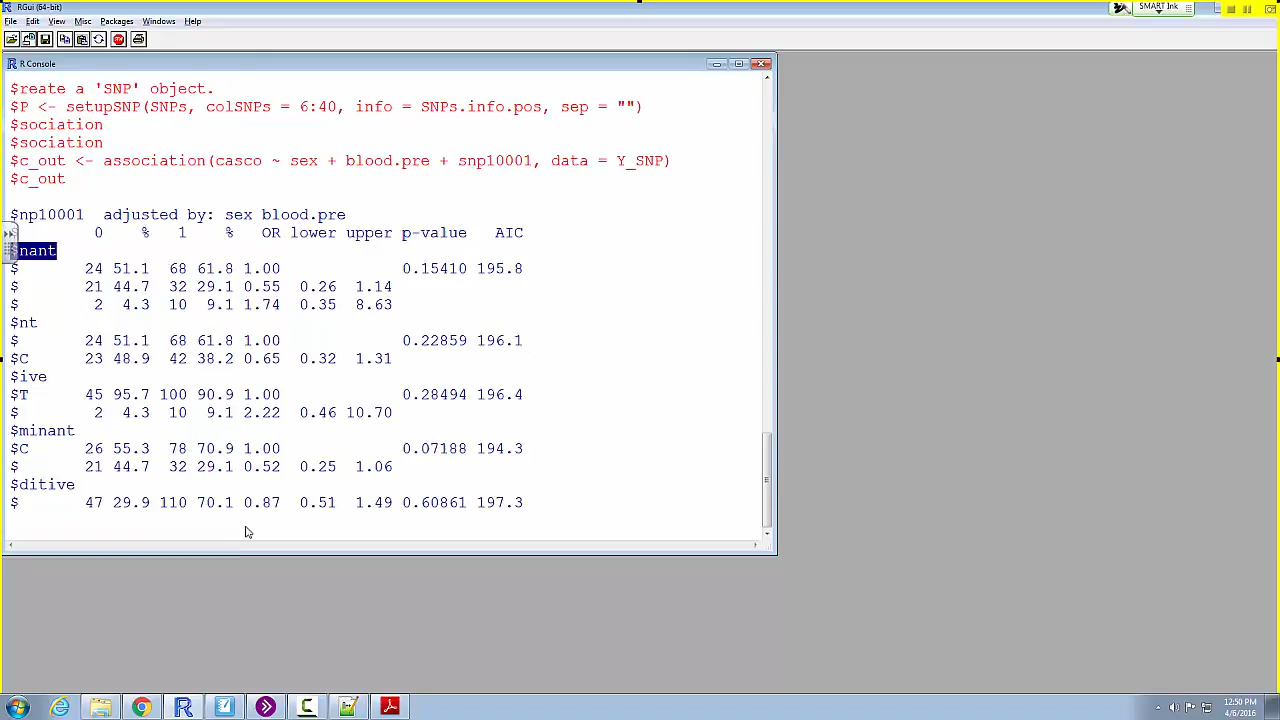 RGui (64-bit)
SMART Ink
File Edit View Misc Packages Windows Help
R Console
$reate a 'SNP' object.
$P <- setupSNP(SNPs, colSNPs = 6:40, info = SNPs.info.pos, sep = "")
$sociation
$sociation
$c_out <- association(casco ~ sex + blood.pre + snp10001, data = Y_SNP)
$c_out
$np10001 adjusted by: sex blood.pre
0 % 1 % OR lower upper p-value AIC
$nant
$ 24 51.1 68 61.8 1.00 0.15410 195.8
$ 21 44.7 32 29.1 0.55 0.26 1.14
$ 2 4.3 10 9.1 1.74 0.35 8.63
$nt
$ 24 51.1 68 61.8 1.00 0.22859 196.1
$C 23 48.9 42 38.2 0.65 0.32 1.31
$ive
$T 45 95.7 100 90.9 1.00 0.28494 196.4
$ 2 4.3 10 9.1 2.22 0.46 10.70
$minant
$C 26 55.3 78 70.9 1.00 0.07188 194.3
$ 21 44.7 32 29.1 0.52 0.25 1.06
$ditive
$ 47 29.9 110 70.1 0.87 0.51 1.49 0.60861 197.3
12:50 PM
4/6/2016